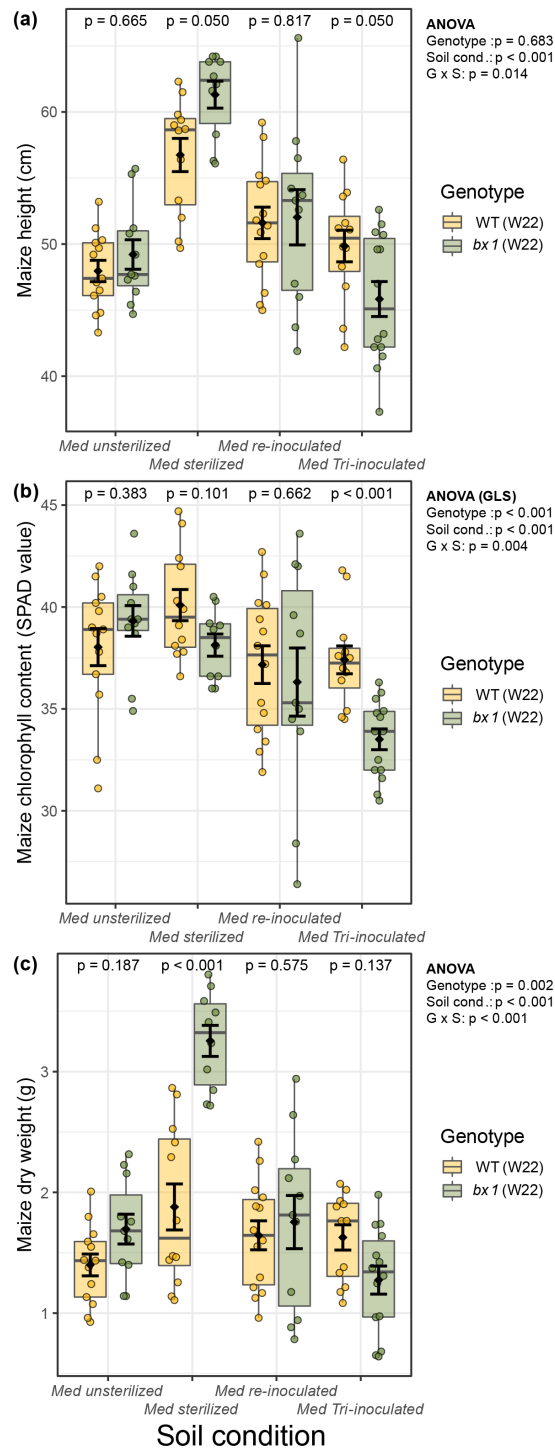 (a)
p = 0.665 p = 0.050 p = 0.817 p = 0.050
ANOVA
Genotype :p = 0.683
Soil cond.: p < 0.001
G x S: p = 0.014
60
50
40
Maize height (cm)
Genotype
WT (W22)
bx1 (W22)
Med unsterilized Med re-inoculated
Med sterilized Med Tri-inoculated
(b)
p = 0.383 p = 0.101 p = 0.662 p < 0.001
ANOVA (GLS)
Genotype :p < 0.001
Soil cond.: p < 0.001
G x S: p = 0.004
45
40
35
30
Maize chlorophyll content (SPAD value)
Genotype
WT (W22)
bx1 (W22)
Med unsterilized Med re-inoculated
Med sterilized Med Tri-inoculated
(c)
p = 0.187 p < 0.001 p = 0.575 p = 0.137
ANOVA
Genotype :p = 0.002
Soil cond.: p < 0.001
G x S: p < 0.001
3
2
1
Maize dry weight (g)
Genotype
WT (W22)
bx1 (W22)
Med unsterilized Med re-inoculated
Med sterilized Med Tri-inoculated
Soil condition